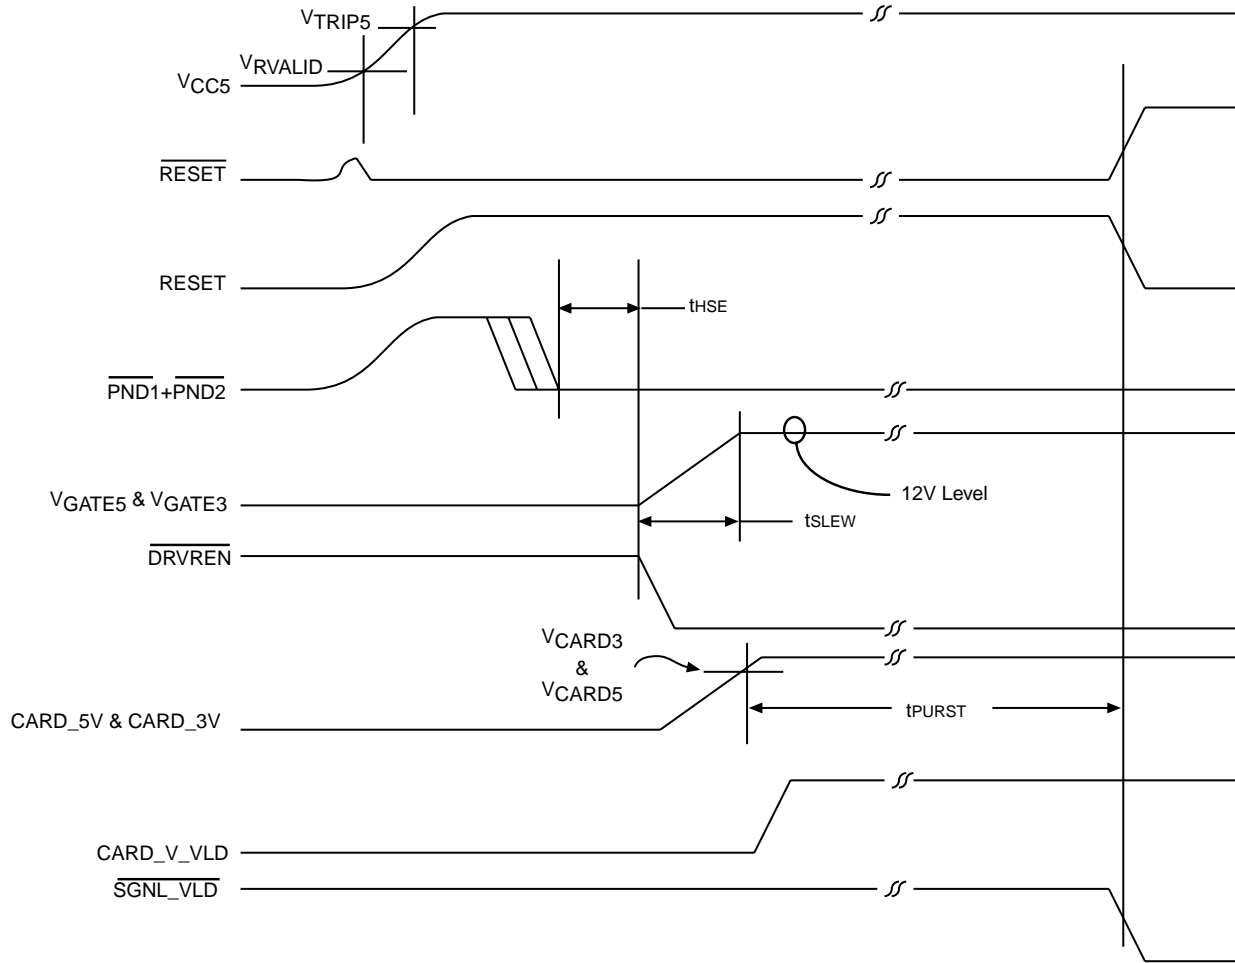 VTRIP5
VRVALID
VCC5
RESET
RESET
tHSE
PND1+PND2
12V Level
VGATE5 & VGATE3
tSLEW
DRVREN
VCARD3
&
VCARD5
CARD_5V & CARD_3V
tPURST
CARD_V_VLD
SGNL_VLD